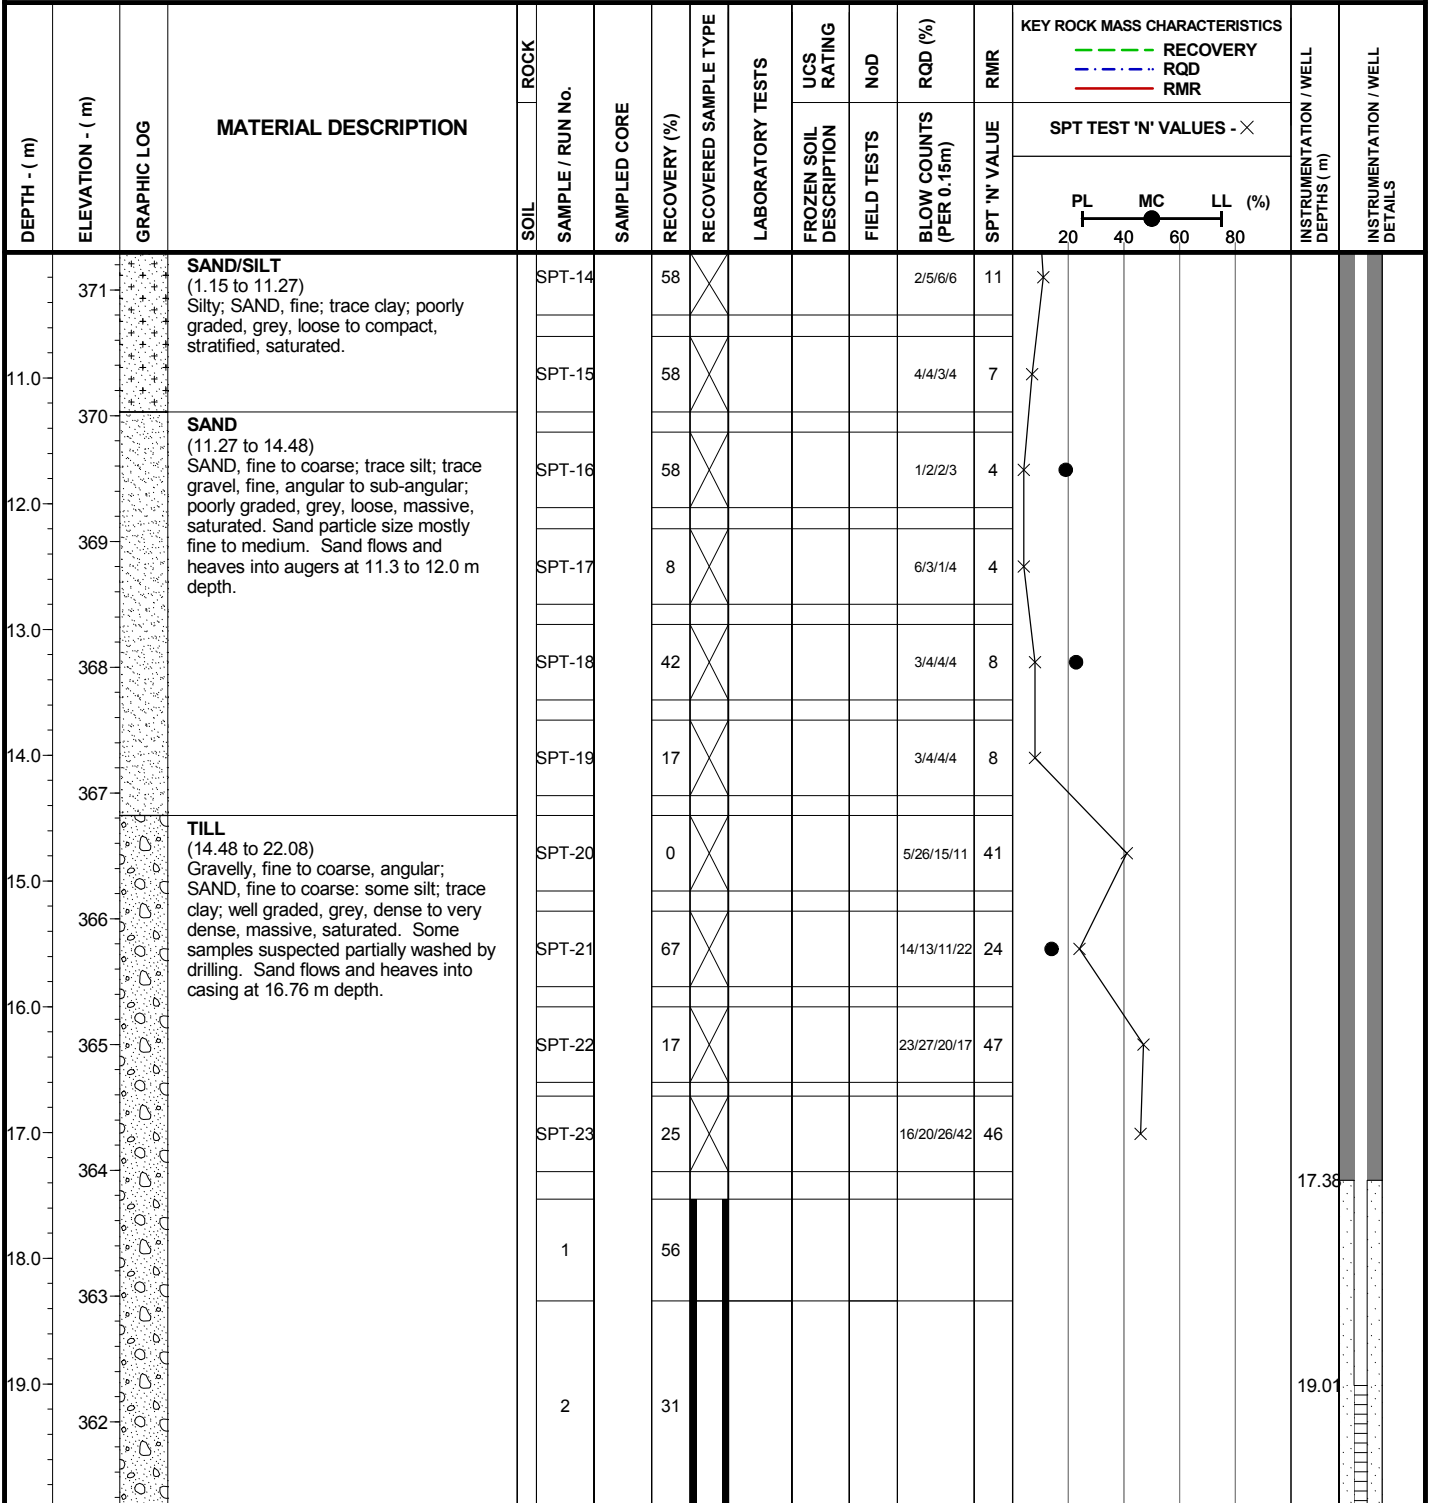 DEPTH - ( m)
ELEVATION - ( m)
GRAPHIC LOG
MATERIAL DESCRIPTION
SOIL
ROCK
SAMPLE / RUN No.
SAMPLED CORE
RECOVERY (%)
RECOVERED SAMPLE TYPE
LABORATORY TESTS
UCS RATING
FROZEN SOIL DESCRIPTION
NoD
FIELD TESTS
RQD (%)
BLOW COUNTS (PER 0.15m)
RMR
SPT 'N' VALUE
KEY ROCK MASS CHARACTERISTICS
RECOVERY
RQD
RMR
SPT TEST 'N' VALUES - ×
PL MC LL (%)
20 40 60 80
INSTRUMENTATION / WELL DEPTHS ( m)
INSTRUMENTATION / WELL DETAILS
SAND/SILT
(1.15 to 11.27)
Silty; SAND, fine; trace clay; poorly
graded, grey, loose to compact,
stratified, saturated.
371
SPT-14 58 2/5/6/6 11
11.0
SPT-15 58 4/4/3/4 7
370
SAND
(11.27 to 14.48)
SAND, fine to coarse; trace silt; trace
gravel, fine, angular to sub-angular;
poorly graded, grey, loose, massive,
saturated. Sand particle size mostly
fine to medium. Sand flows and
heaves into augers at 11.3 to 12.0 m
depth.
SPT-16 58 1/2/2/3 4
12.0
369
SPT-17 8 6/3/1/4 4
13.0
368
SPT-18 42 3/4/4/4 8
14.0
SPT-19 17 3/4/4/4 8
367
TILL
(14.48 to 22.08)
Gravelly, fine to coarse, angular;
SAND, fine to coarse: some silt; trace
clay; well graded, grey, dense to very
dense, massive, saturated. Some
samples suspected partially washed by
drilling. Sand flows and heaves into
casing at 16.76 m depth.
SPT-20 0 5/26/15/11 41
15.0
366
SPT-21 67 14/13/11/22 24
16.0
365
SPT-22 17 23/27/20/17 47
17.0
SPT-23 25 16/20/26/42 46
364
17.38
1 56
18.0
363
19.0
19.01
2 31
362